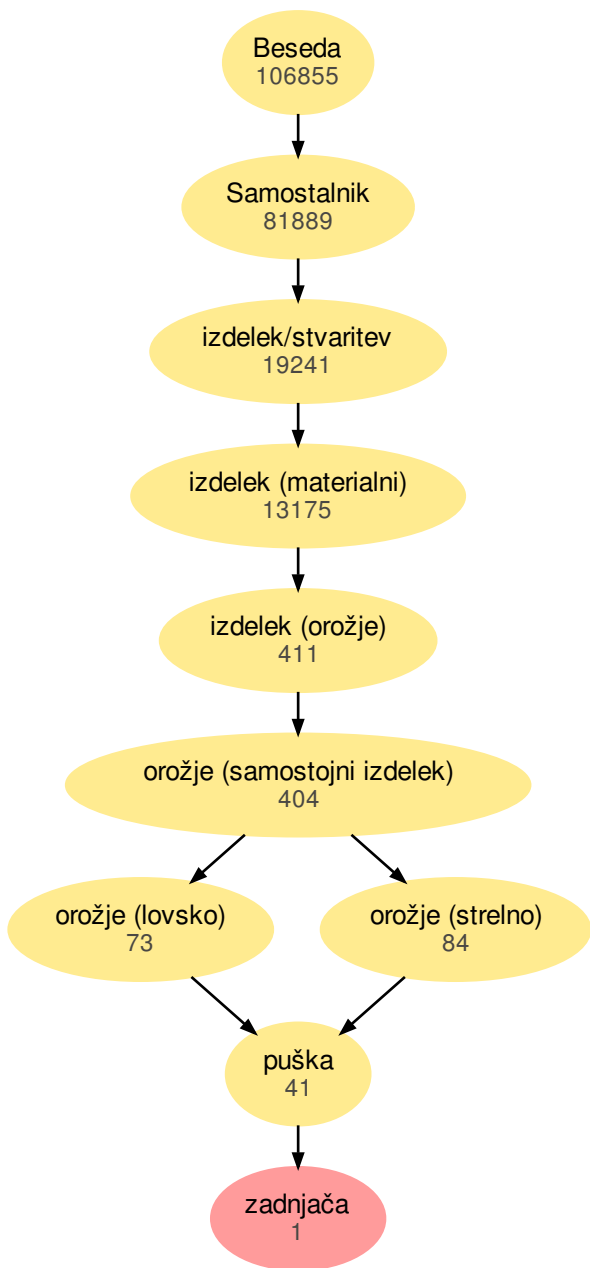 Beseda
106855
Samostalnik
81889
izdelek/stvaritev
19241
izdelek (materialni)
13175
izdelek (orožje)
411
orožje (samostojni izdelek)
404
orožje (lovsko)
73
orožje (strelno)
84
puška
41
zadnjača
1